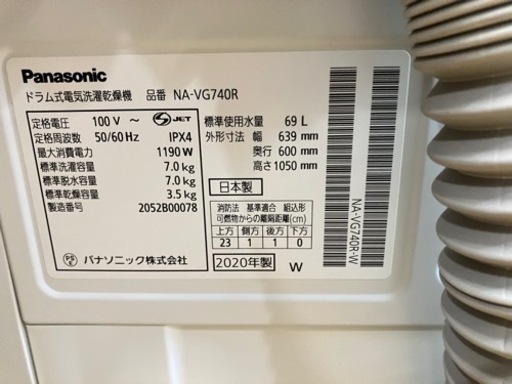 Panasonic
ドラム式電気洗濯乾燥機 品番 NA-VG740R
定格電圧 100 V ～ S JET
定格周波数 50/60 Hz IPX4
最大消費電力 1190 W
標準洗濯容量 7.0 kg
標準脱水容量 7.0 kg
標準乾燥容量 3.5 kg
製造番号 2052B00078
PS E パナソニック株式会社
標準使用水量 69 L
外形寸法 幅 639 mm
奥行 600 mm
高さ 1050 mm
日本製
消防法 基準適合 組込形
可燃物からの離隔距離(cm)
上方 側方 後方 下方
23 1 1 0
2020年製 W
NA-VG740R-W